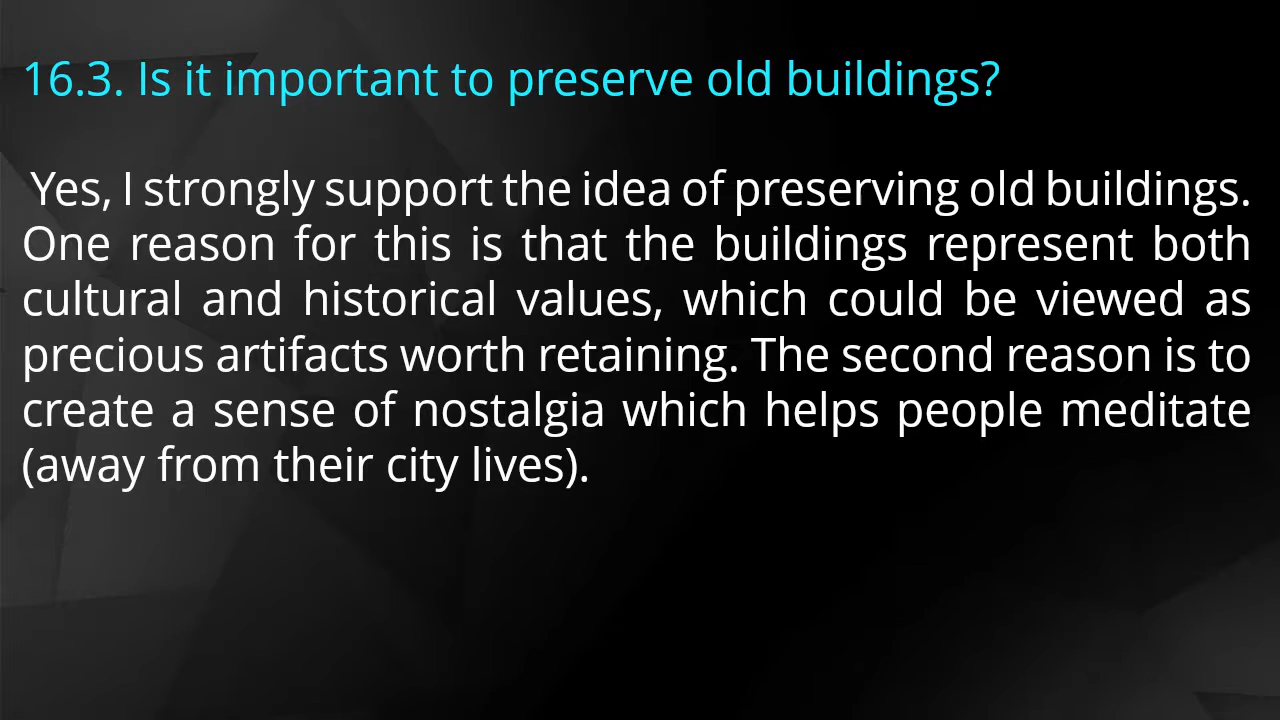 16.3. Is it important to preserve old buildings?
Yes, I strongly support the idea of preserving old buildings.
One reason for this is that the buildings represent both
cultural and historical values, which could be viewed as
precious artifacts worth retaining. The second reason is to
create a sense of nostalgia which helps people meditate
(away from their city lives).